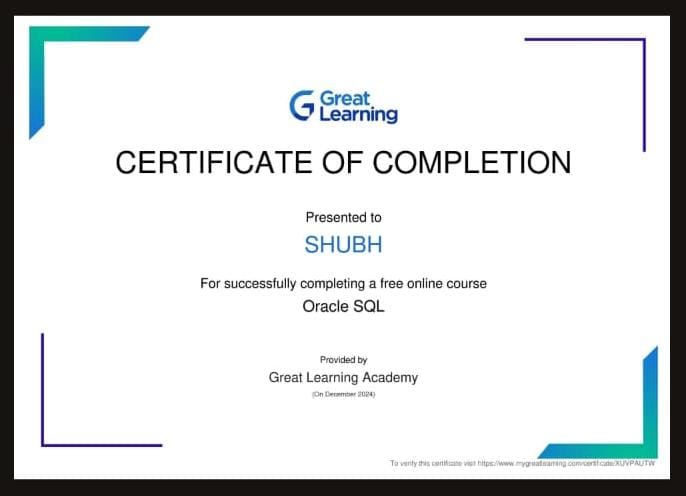 Great
Learning
CERTIFICATE OF COMPLETION
Presented to
SHUBH
For successfully completing a free online course
Oracle SQL
Provided by
Great Learning Academy
(On December 2024)
To verify this certificate visit https://www.mygreatlearning.com/certificate/XUVPAUTW